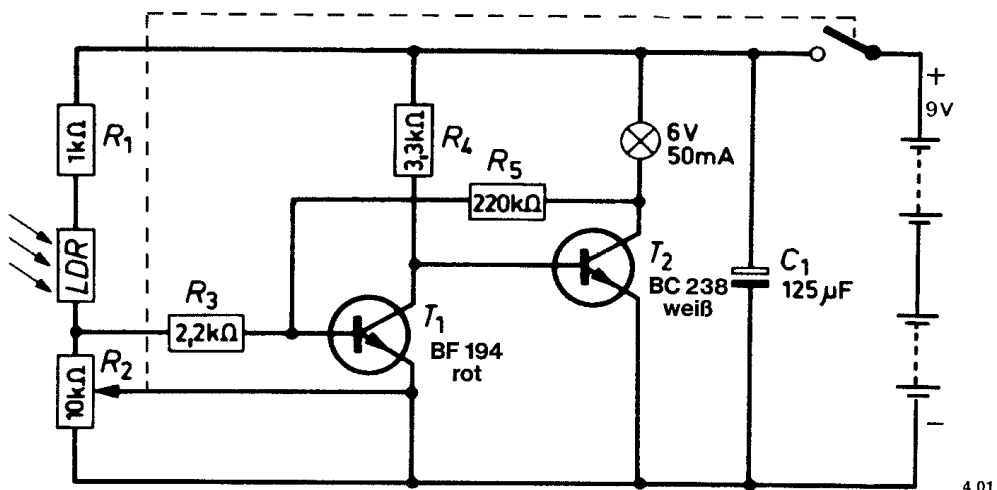 +
9V
6V
50mA
1kΩ
R1
3,3kΩ
R4
R5
220kΩ
LDR
R3
2,2kΩ
T1
BF 194
rot
T2
BC 238
weiß
C1
125µF
R2
10kΩ
−
4.01